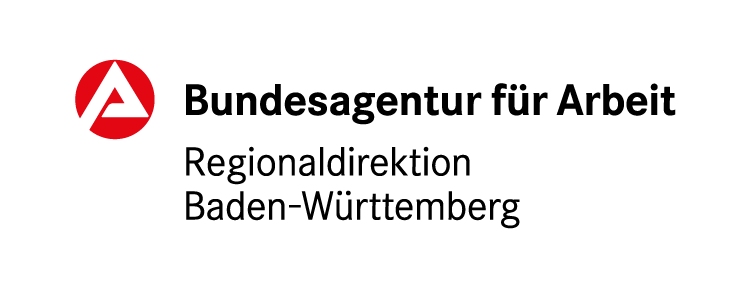 Bundesagentur für Arbeit
Regionaldirektion
Baden-Württemberg